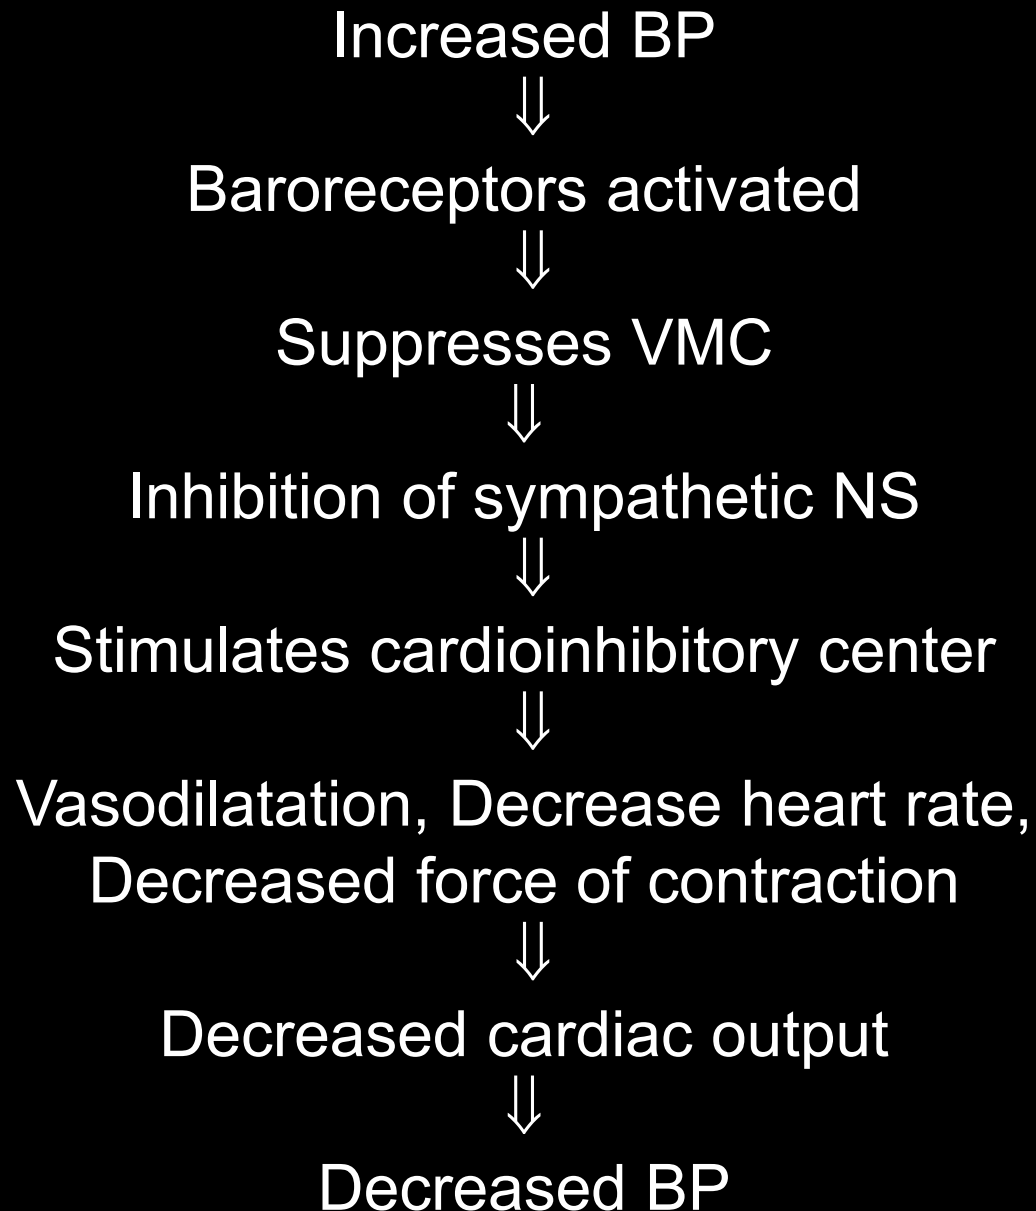 Increased BP
⇓
Baroreceptors activated
⇓
Suppresses VMC
⇓
Inhibition of sympathetic NS
⇓
Stimulates cardioinhibitory center
⇓
Vasodilatation, Decrease heart rate,
Decreased force of contraction
⇓
Decreased cardiac output
⇓
Decreased BP